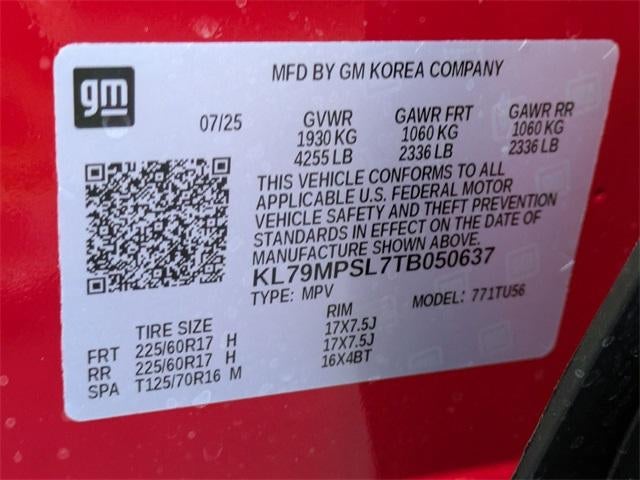 gm
MFD BY GM KOREA COMPANY
07/25
GVWR GAWR FRT GAWR RR
1930 KG 1060 KG 1060 KG
4255 LB 2336 LB 2336 LB
THIS VEHICLE CONFORMS TO ALL
APPLICABLE U.S. FEDERAL MOTOR
VEHICLE SAFETY AND THEFT PREVENTION
STANDARDS IN EFFECT ON THE DATE OF
MANUFACTURE SHOWN ABOVE.
KL79MPSL7TB050637
TYPE: MPV MODEL: 771TU56
TIRE SIZE RIM
FRT 225/60R17 H 17X7.5J
RR 225/60R17 H 17X7.5J
SPA T125/70R16 M 16X4BT